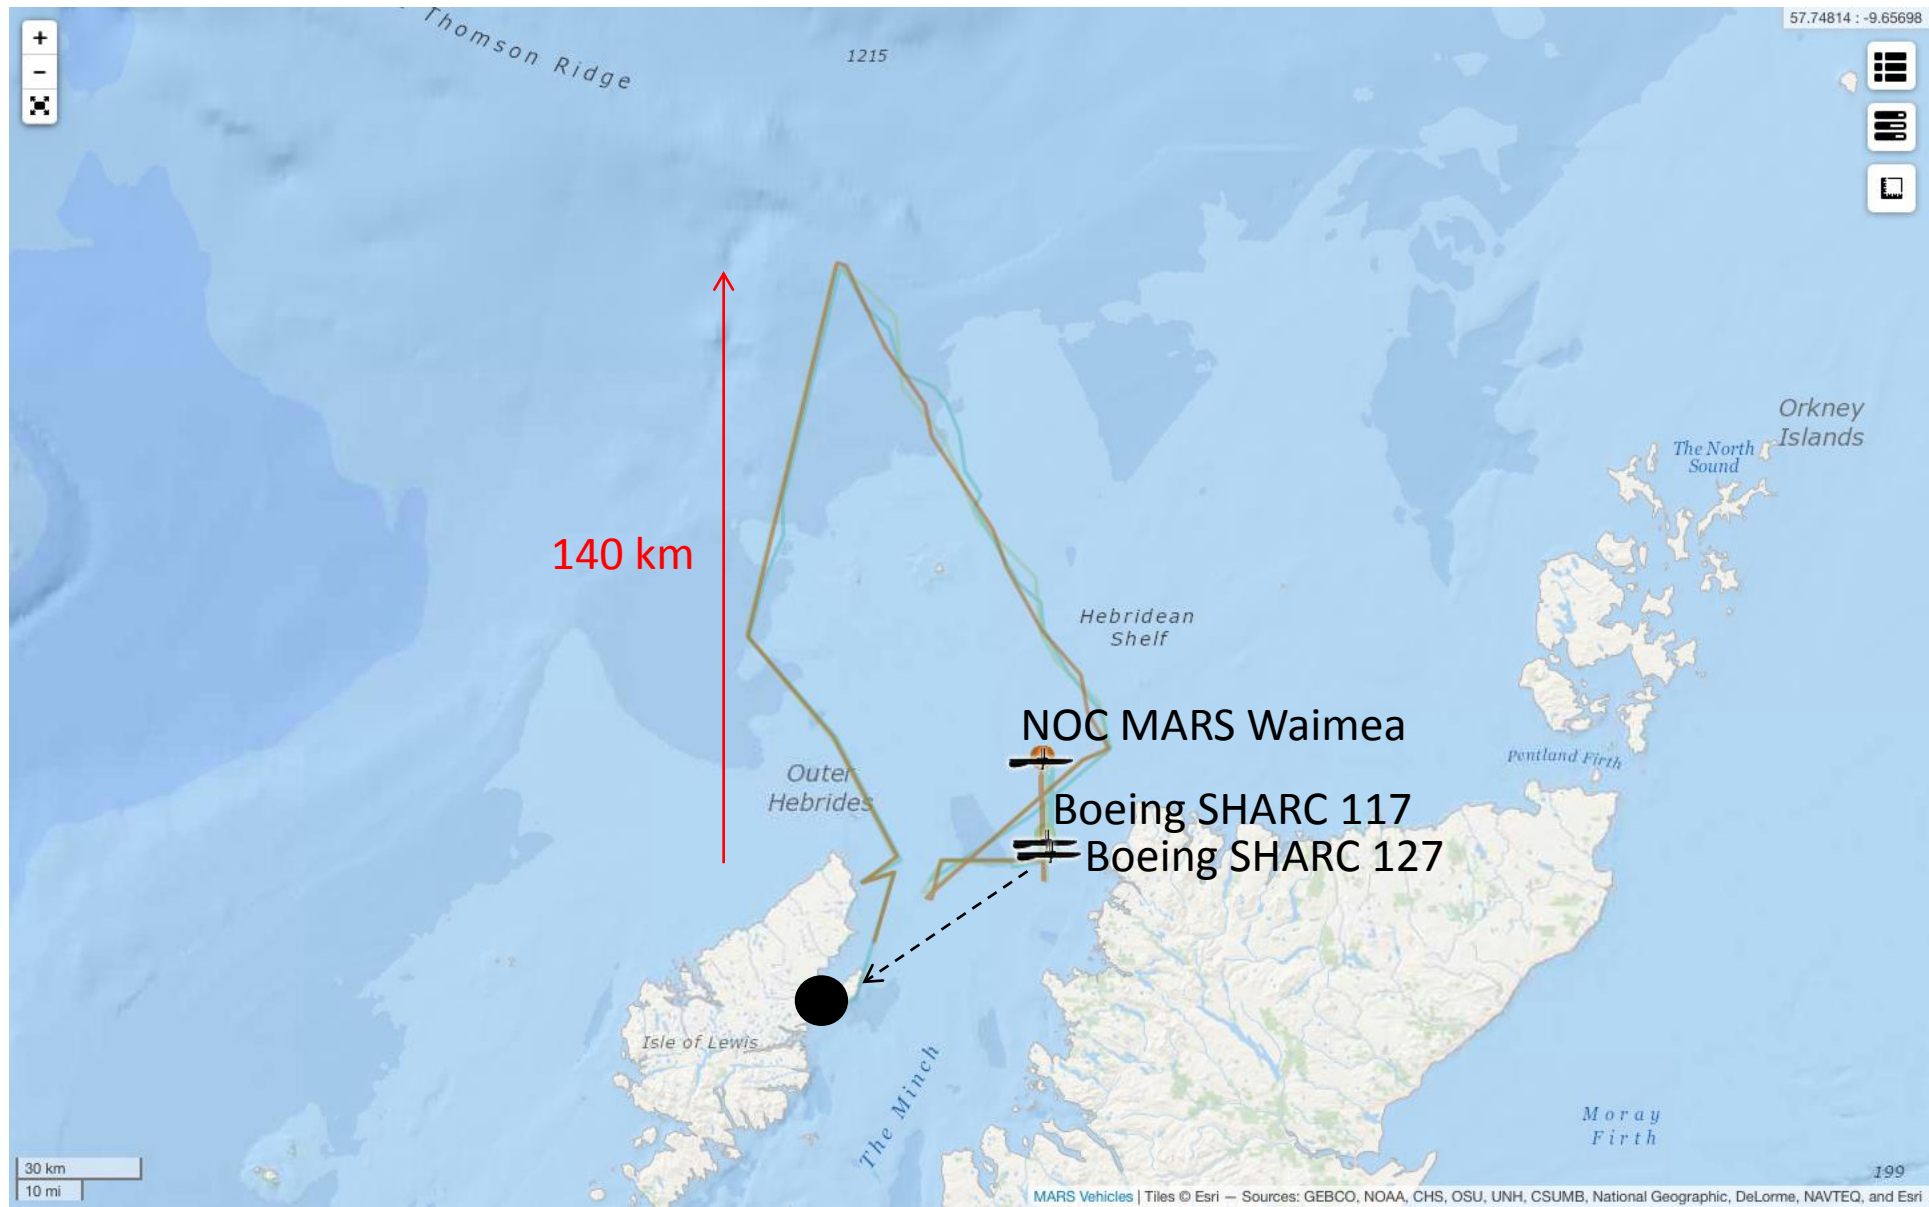 Thomson Ridge
1215
57.74814 : -9.65698
+
−
Orkney
Islands
The North
Sound
140 km
Hebridean
Shelf
NOC MARS Waimea
Pentland Firth
Outer
Hebrides
Boeing SHARC 117
Boeing SHARC 127
Isle of Lewis
The Minch
Moray
Firth
30 km
10 mi
199
MARS Vehicles | Tiles © Esri — Sources: GEBCO, NOAA, CHS, OSU, UNH, CSUMB, National Geographic, DeLorme, NAVTEQ, and Esri